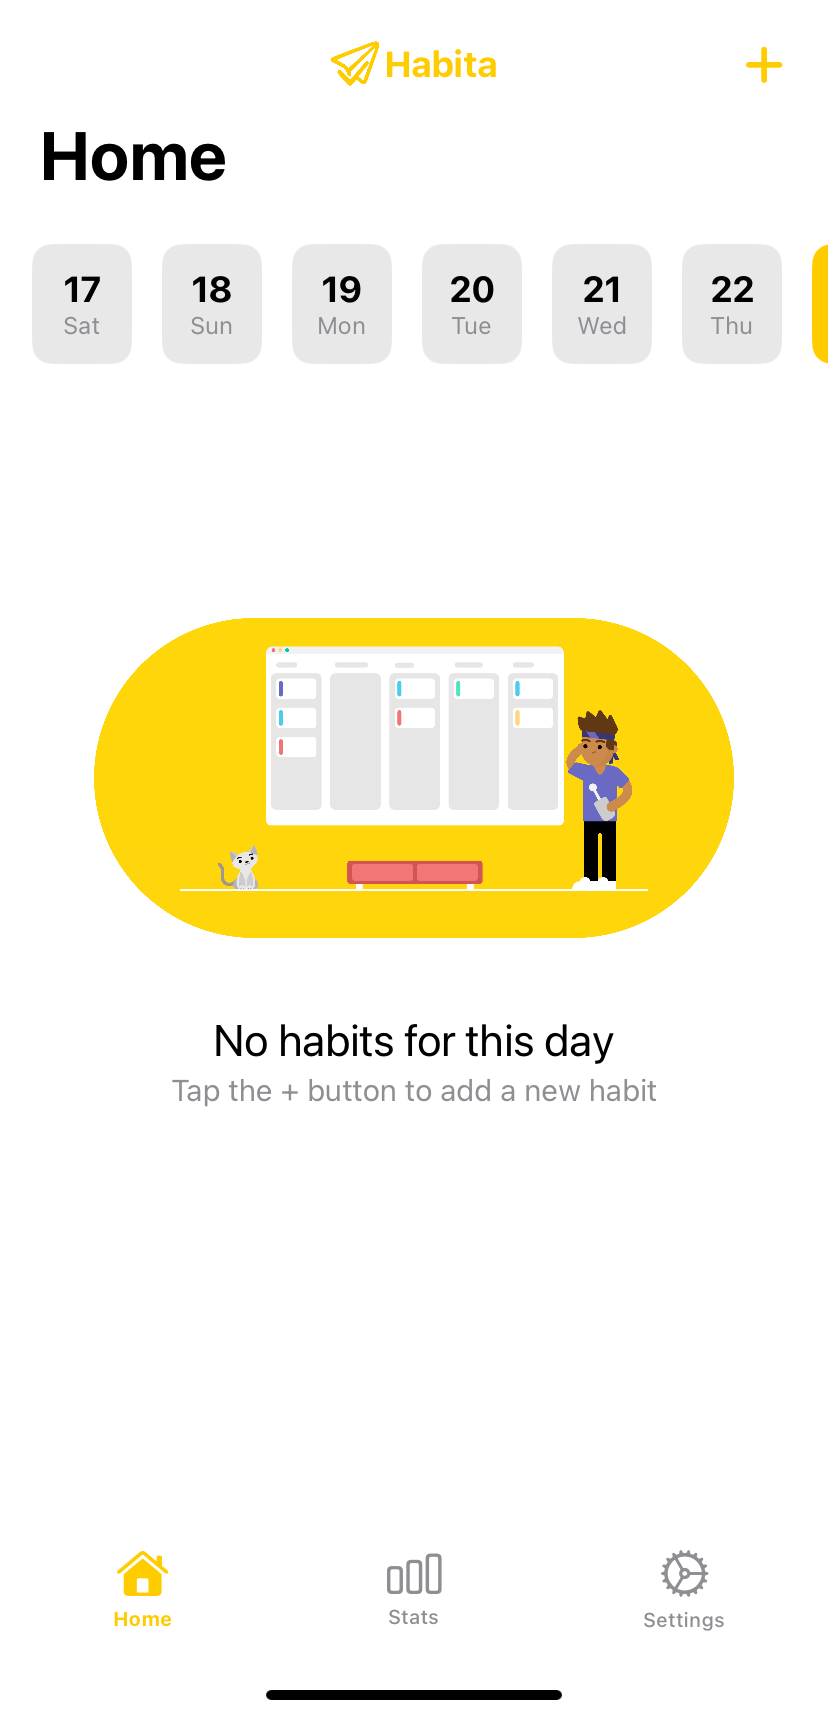 Habita
Home
17 18 19 20 21 22
Sat Sun Mon Tue Wed Thu
No habits for this day
Tap the + button to add a new habit
Home Stats Settings